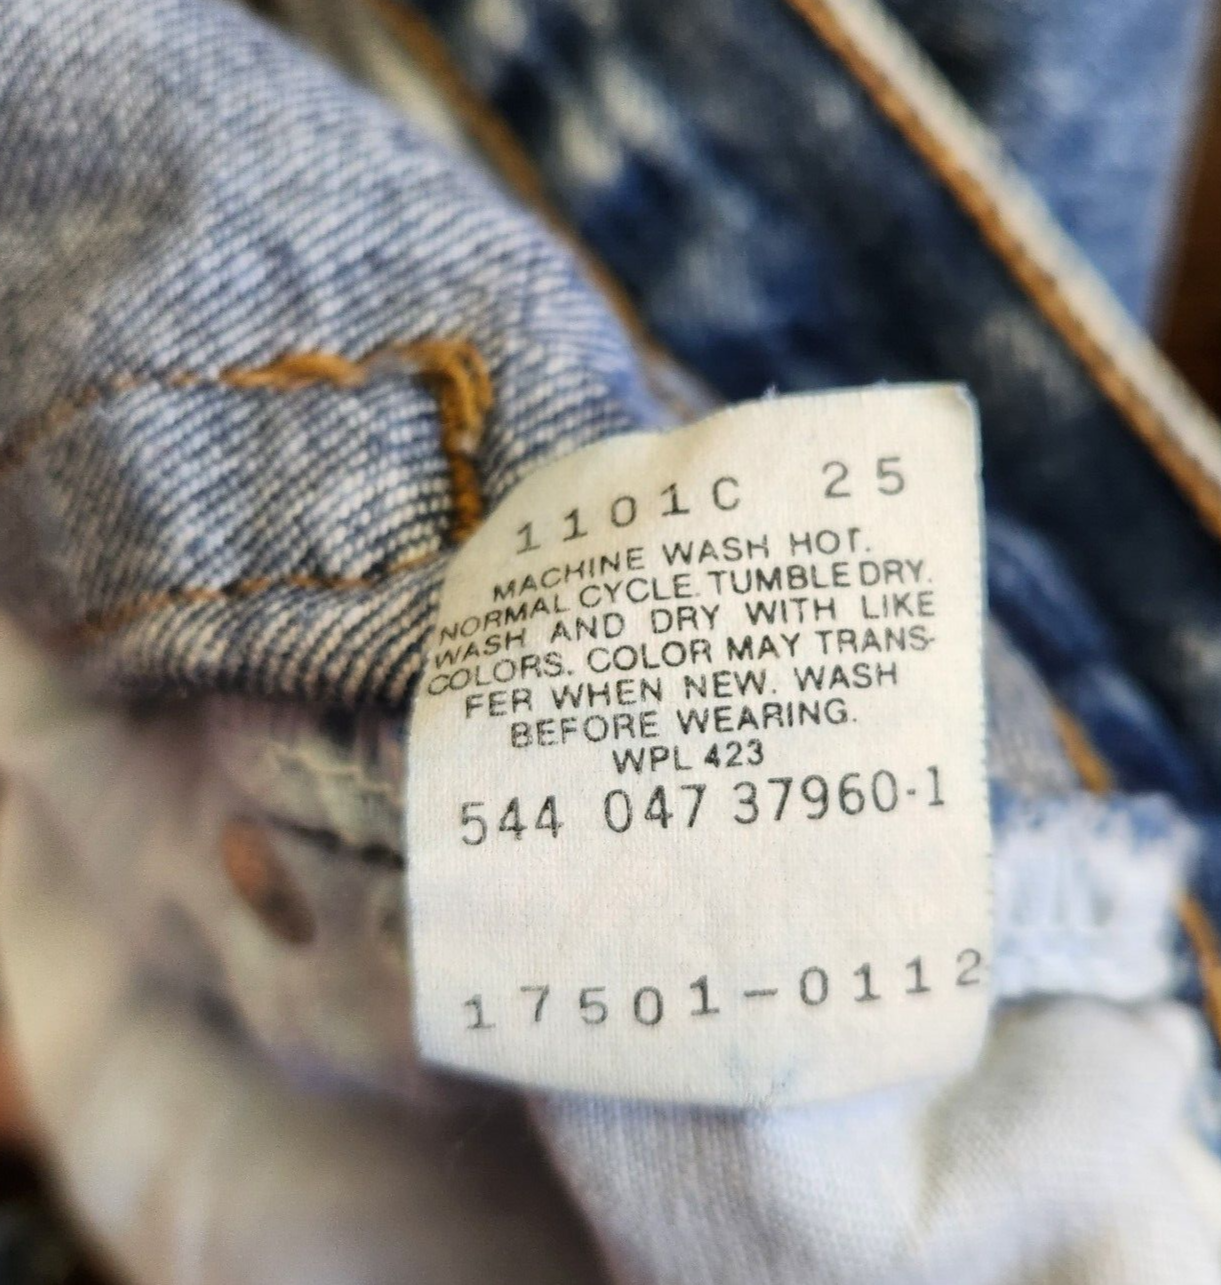 1101C 25
MACHINE WASH HOT.
NORMAL CYCLE. TUMBLE DRY.
WASH AND DRY WITH LIKE
COLORS. COLOR MAY TRANS-
FER WHEN NEW. WASH
BEFORE WEARING.
WPL 423
544 047 37960-1
17501-0112